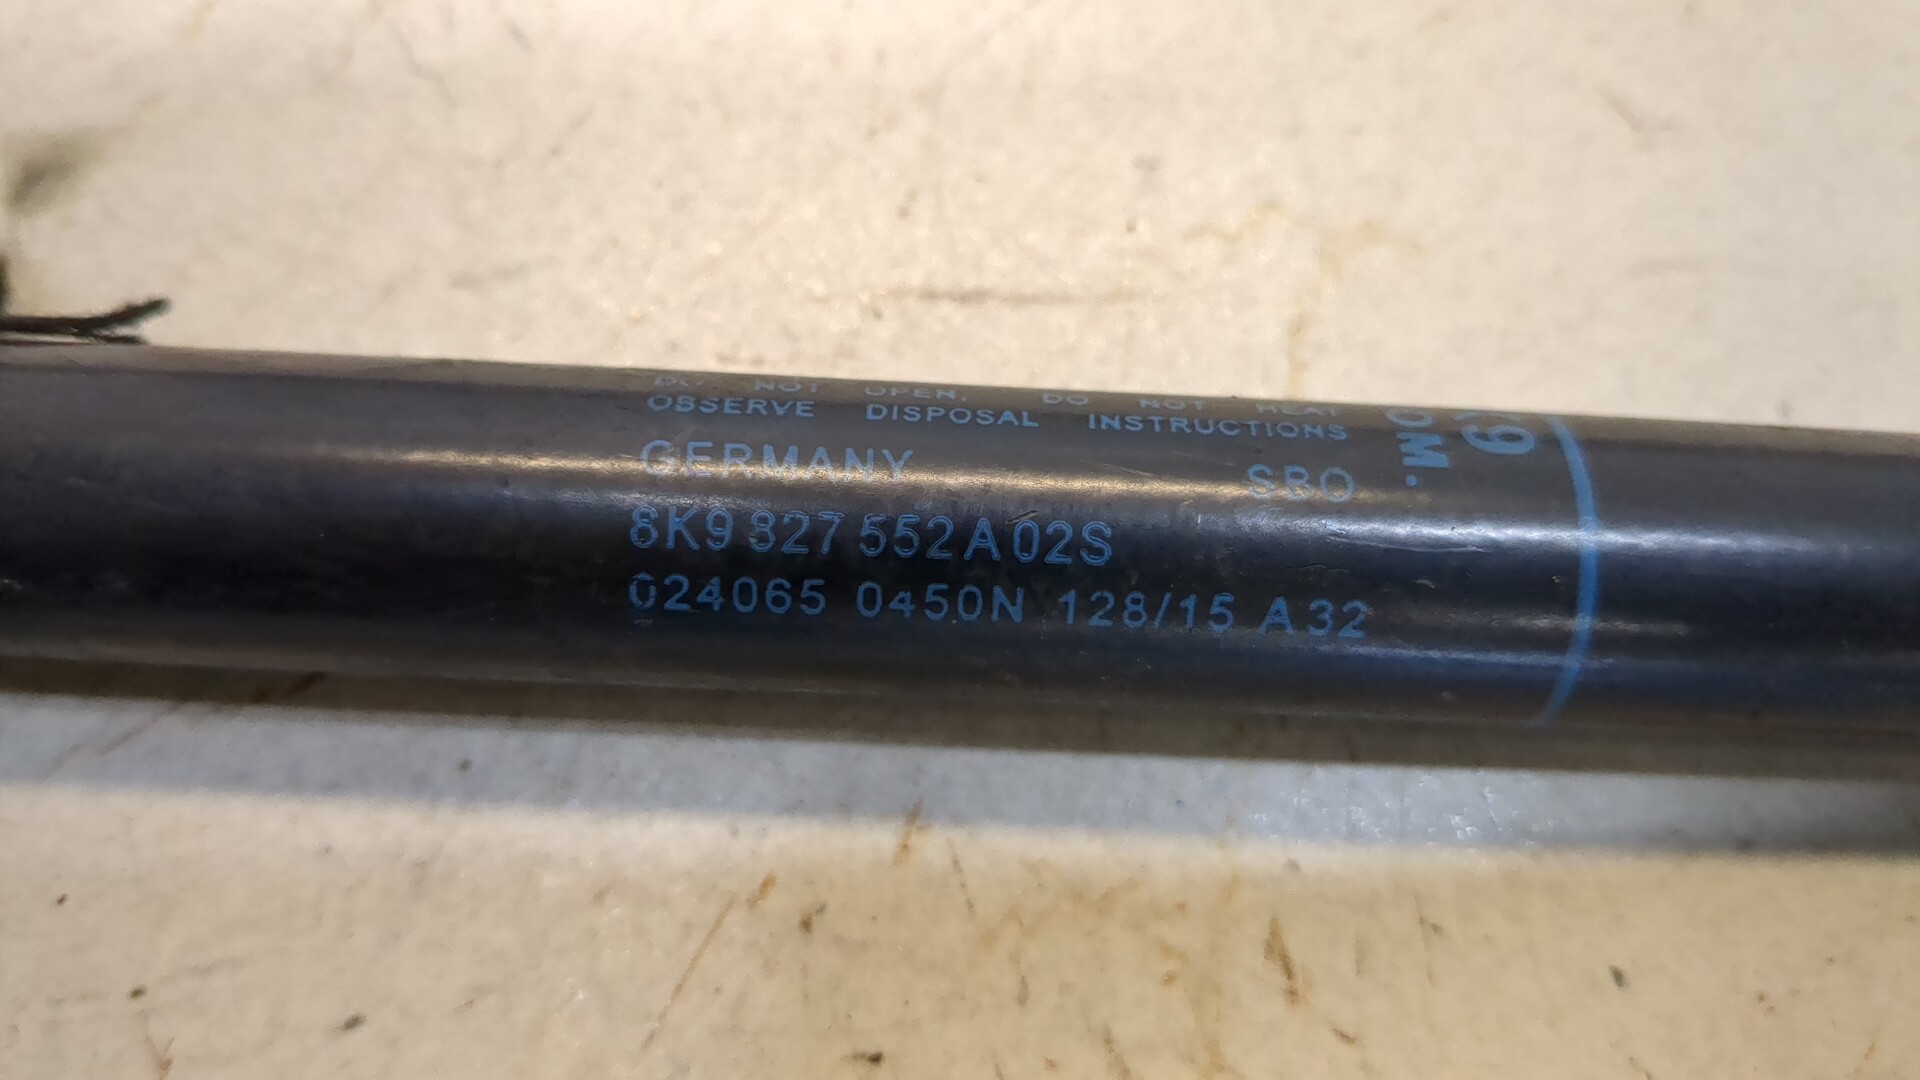 DO NOT OPEN. DO NOT HEAT
OBSERVE DISPOSAL INSTRUCTIONS
GERMANY SBO
8K9 827 552 A 02S
024065 0450N 128/15 A32
OM.